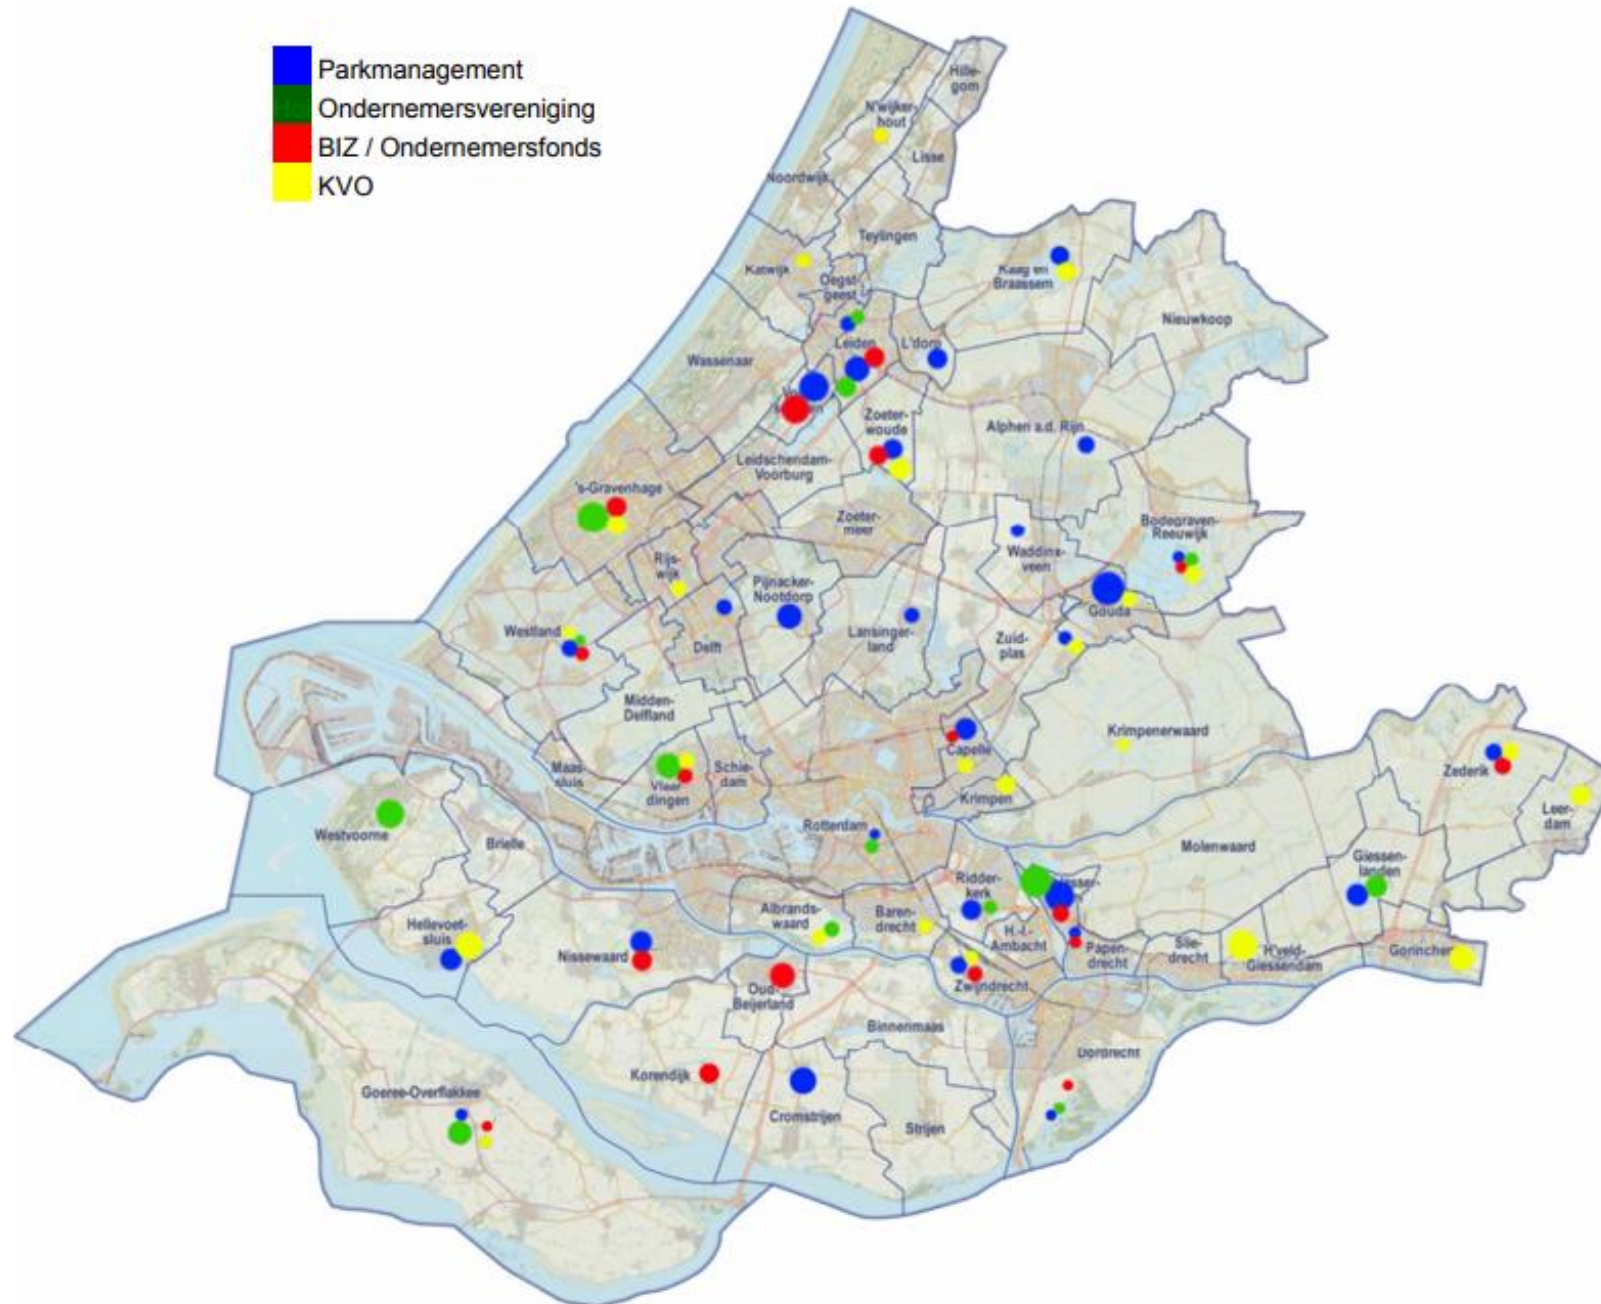 Parkmanagement
Ondernemersvereniging
BIZ / Ondernemersfonds
KVO
Hille-
gom
N'wijker-
hout
Lisse
Noordwijk
Teylingen
Katwijk
Oegst-
geest
Kaag en
Braassem
Nieuwkoop
Leiden
L'dorp
Wassenaar
Zoeter-
woude
Alphen a.d. Rijn
Leidschendam-
Voorburg
's-Gravenhage
Zoeter-
meer
Bodegraven-
Reeuwijk
Waddinx-
veen
Rijs-
wijk
Pijnacker-
Nootdorp
Gouda
Westland
Delft
Lansinger-
land
Zuid-
plas
Midden-
Delfland
Krimpenerwaard
Capelle
Maas-
sluis
Vlaar
dingen
Schie-
dam
Krimpen
Zederik
Leer-
dam
Westvoorne
Brielle
Rotterdam
Molenwaard
Giessen-
landen
Ridder-
kerk
Albrands-
waard
Baren-
drecht
H.-I.-
Ambacht
Papen-
drecht
Slie-
drecht
H'veld-
Giessendam
Gorinchem
Hellevoet-
sluis
Nissewaard
Oud-
Beijerland
Zwijndrecht
Binnenmaas
Dordrecht
Korendijk
Cromstrijen
Strijen
Goeree-Overflakkee